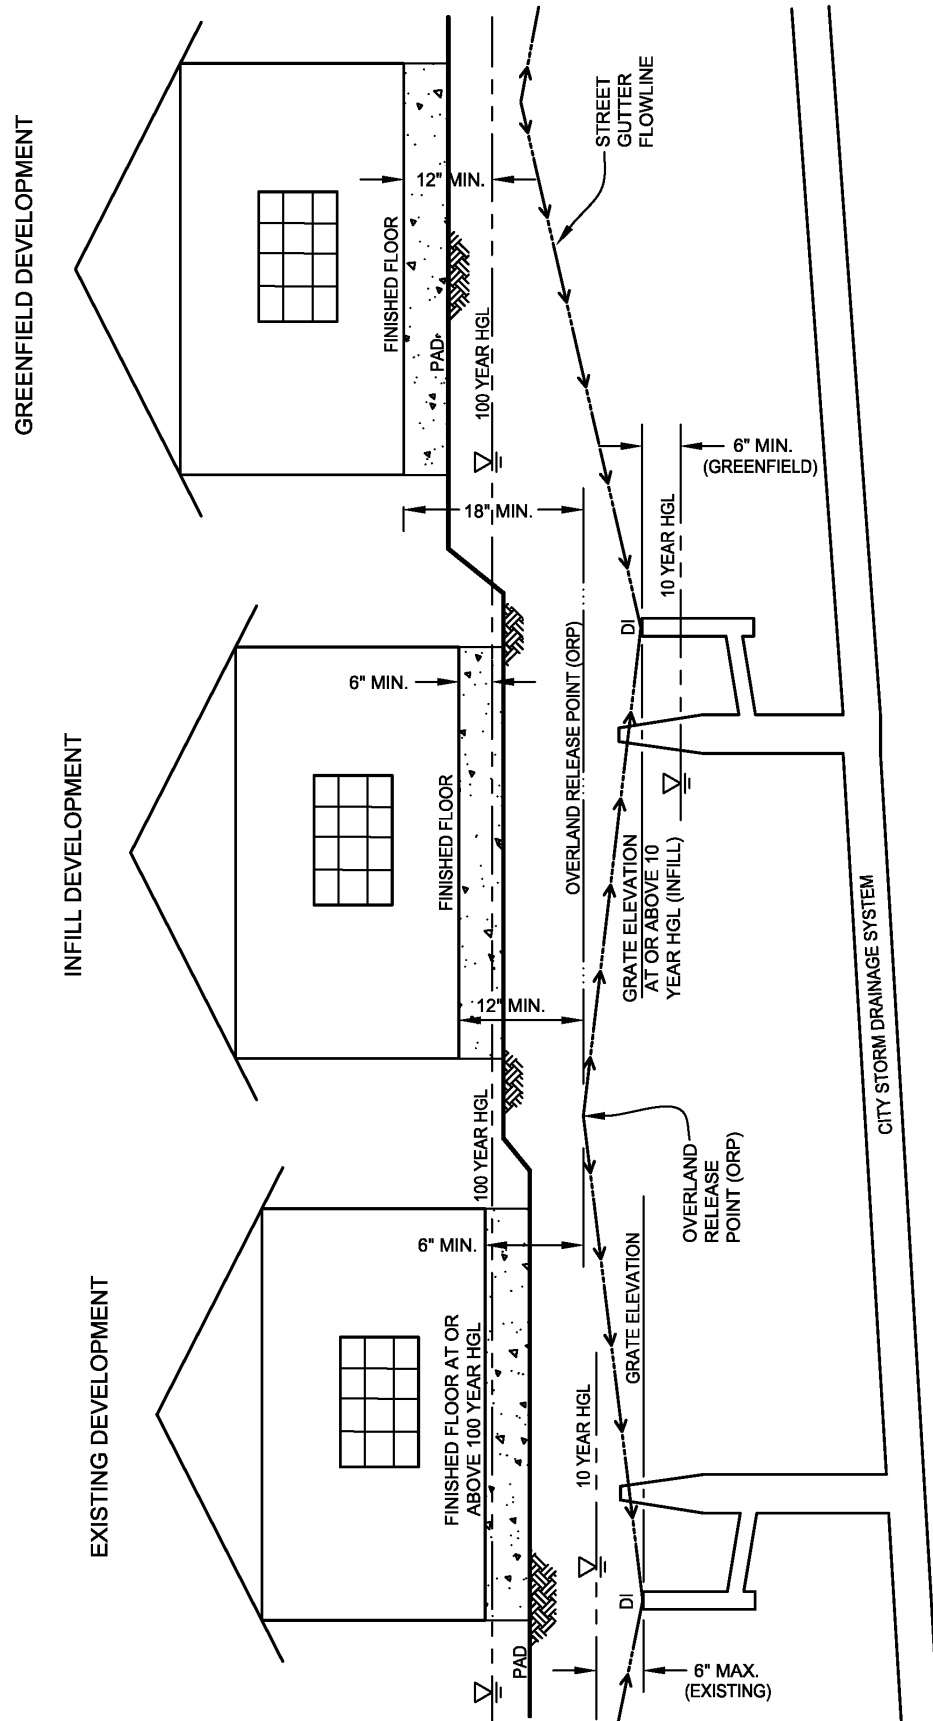 EXISTING DEVELOPMENT
INFILL DEVELOPMENT
GREENFIELD DEVELOPMENT
FINISHED FLOOR AT OR
ABOVE 100 YEAR HGL
6" MIN.
100 YEAR HGL
PAD
FINISHED FLOOR
6" MIN.
12" MIN.
FINISHED FLOOR
12" MIN.
PAD
100 YEAR HGL
18" MIN.
STREET
GUTTER
FLOWLINE
OVERLAND RELEASE POINT (ORP)
10 YEAR HGL
GRATE ELEVATION
DI
6" MAX.
(EXISTING)
OVERLAND
RELEASE
POINT (ORP)
GRATE ELEVATION
AT OR ABOVE 10
YEAR HGL (INFILL)
DI
10 YEAR HGL
6" MIN.
(GREENFIELD)
CITY STORM DRAINAGE SYSTEM